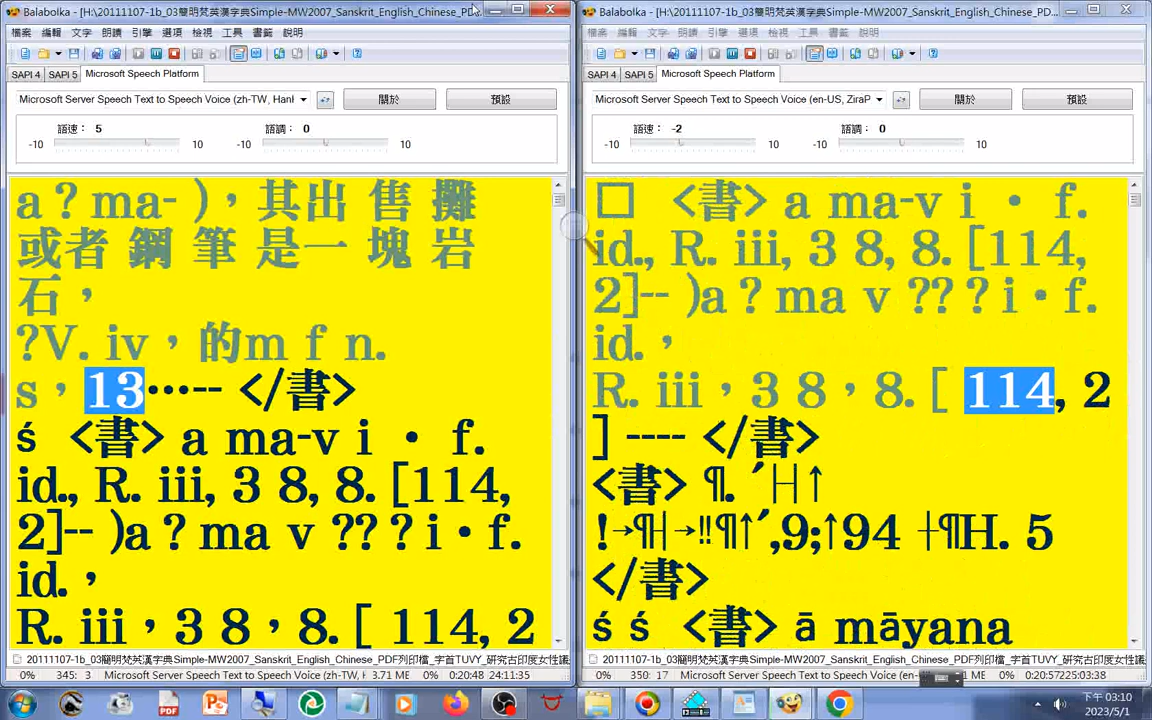 Balabolka - [H:\20111107-1b_03簡明梵英漢字典Simple-MW2007_Sanskrit_English_Chinese_PD
檔案 編輯 文字 朗讀 引擎 選項 檢視 工具 書籤 說明
SAPI 4 SAPI 5 Microsoft Speech Platform
Microsoft Server Speech Text to Speech Voice (zh-TW, Hanl 關於 預設
語速： 5 語調： 0
-10 10 -10 10
a ? ma- )，其出 售 攤
或者 鋼 筆 是一 塊 岩
石，
?V. iv，的m f n.
s，13…-- </書>
ś <書> a ma-v i • f.
id., R. iii, 3 8, 8. [114,
2]-- )a ? ma v ?? ? i • f.
id.，
R. iii，3 8，8. [ 114, 2
20111107-1b_03簡明梵英漢字典Simple-MW2007_Sanskrit_English_Chinese_PDF列印檔_字首TUVY_研究古印度女性議
0% 345: 3 Microsoft Server Speech Text to Speech Voice (zh-TW, H 3.71 MB 0% 0:20:48 24:11:35
Balabolka - [H:\20111107-1b_03簡明梵英漢字典Simple-MW2007_Sanskrit_English_Chinese_PD...
檔案 編輯 文字 朗讀 引擎 選項 檢視 工具 書籤 說明
SAPI 4 SAPI 5 Microsoft Speech Platform
Microsoft Server Speech Text to Speech Voice (en-US, ZiraP 關於 預設
語速： -2 語調： 0
-10 10 -10 10
□ <書> a ma-v i • f.
id., R. iii, 3 8, 8. [114,
2]-- )a ? ma v ?? ? i • f.
id.，
R. iii，3 8，8. [ 114, 2
] ---- </書>
<書> ¶. ˊH↑
!→¶H→‼¶↑ˊ,9;↑94 ┼¶H. 5
</書>
ś ś <書> ā māyana
20111107-1b_03簡明梵英漢字典Simple-MW2007_Sanskrit_English_Chinese_PDF列印檔_字首TUVY_研究古印度女性議
0% 350: 17 Microsoft Server Speech Text to Speech Voice (en-US, Z 1 MB 0% 0:20:57225:03:38
下午 03:10
2023/5/1